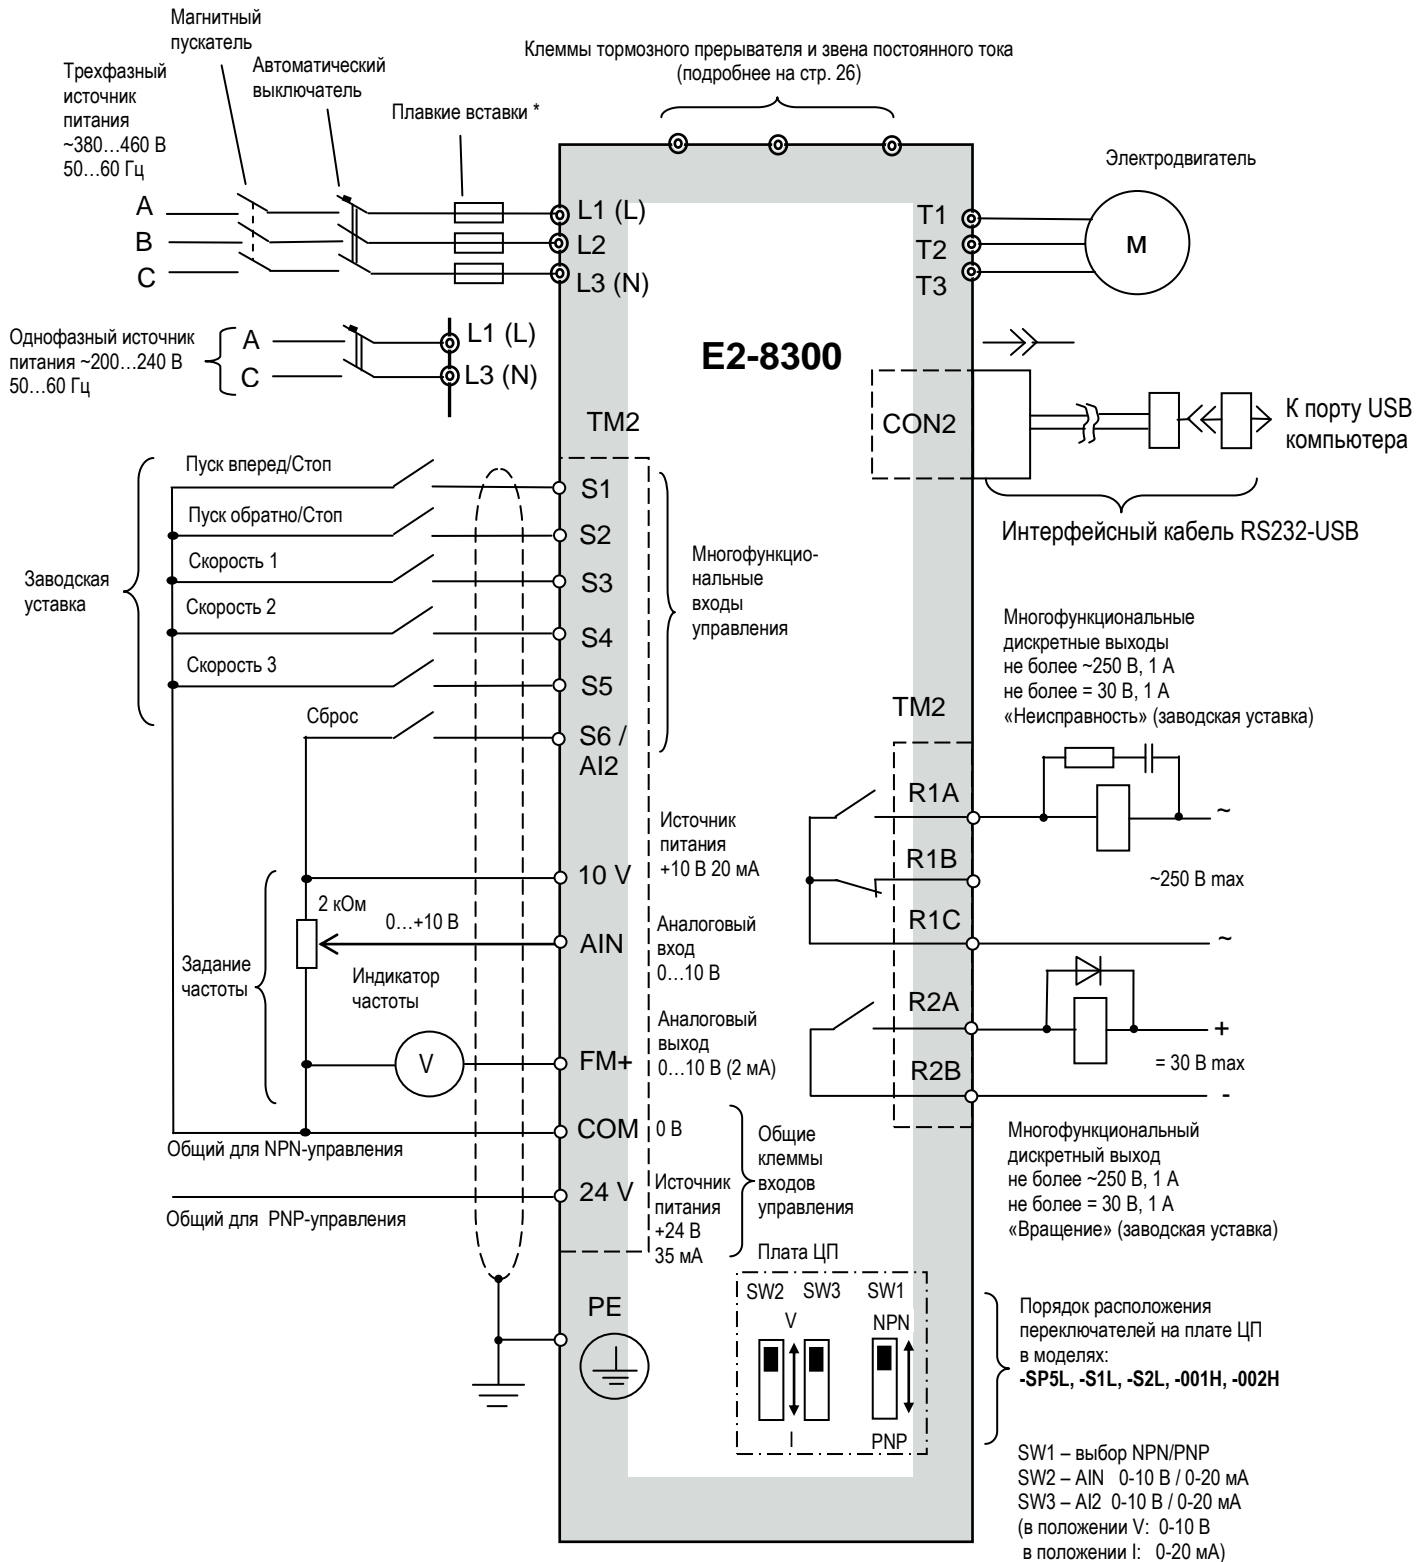 Магнитный
пускатель
Клеммы тормозного прерывателя и звена постоянного тока
(подробнее на стр. 26)
Трехфазный
источник
питания
~380…460 В
50…60 Гц
Автоматический
выключатель
Плавкие вставки *
Электродвигатель
A
B
C
L1 (L)
L2
L3 (N)
T1
T2
T3
M
Однофазный источник
питания ~200…240 В
50…60 Гц
A
C
L1 (L)
L3 (N)
E2-8300
TM2
CON2
К порту USB
компьютера
Интерфейсный кабель RS232-USB
Заводская
уставка
Пуск вперед/Стоп
Пуск обратно/Стоп
Скорость 1
Скорость 2
Скорость 3
Сброс
S1
S2
S3
S4
S5
S6 /
AI2
Многофункцио-
нальные
входы
управления
Многофункциональные
дискретные выходы
не более ~250 В, 1 А
не более = 30 В, 1 А
«Неисправность» (заводская уставка)
TM2
R1A
R1B
R1C
R2A
R2B
~
~250 В max
~
+
= 30 В max
-
Источник
питания
+10 В 20 мА
10 V
2 кОм
0…+10 В
AIN
Аналоговый
вход
0…10 В
Задание
частоты
Индикатор
частоты
V
FM+
Аналоговый
выход
0…10 В (2 мА)
COM
0 В
Общий для NPN-управления
24 V
Источник
питания
+24 В
35 мА
Общий для PNP-управления
Общие
клеммы
входов
управления
Многофункциональный
дискретный выход
не более ~250 В, 1 А
не более = 30 В, 1 А
«Вращение» (заводская уставка)
PE
Плата ЦП
SW2 SW3 SW1
V NPN
I PNP
Порядок расположения
переключателей на плате ЦП
в моделях:
-SP5L, -S1L, -S2L, -001H, -002H
SW1 – выбор NPN/PNP
SW2 – AIN 0-10 В / 0-20 мА
SW3 – AI2 0-10 В / 0-20 мА
(в положении V: 0-10 В
в положении I: 0-20 мА)